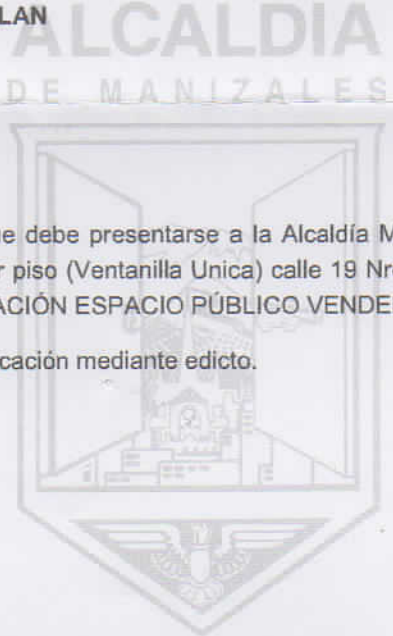 LAN
ALCALDIA
DE MANIZALES
e debe presentarse a la Alcaldía M
piso (Ventanilla Unica) calle 19 Nr
ACIÓN ESPACIO PÚBLICO VENDE
cación mediante edicto.